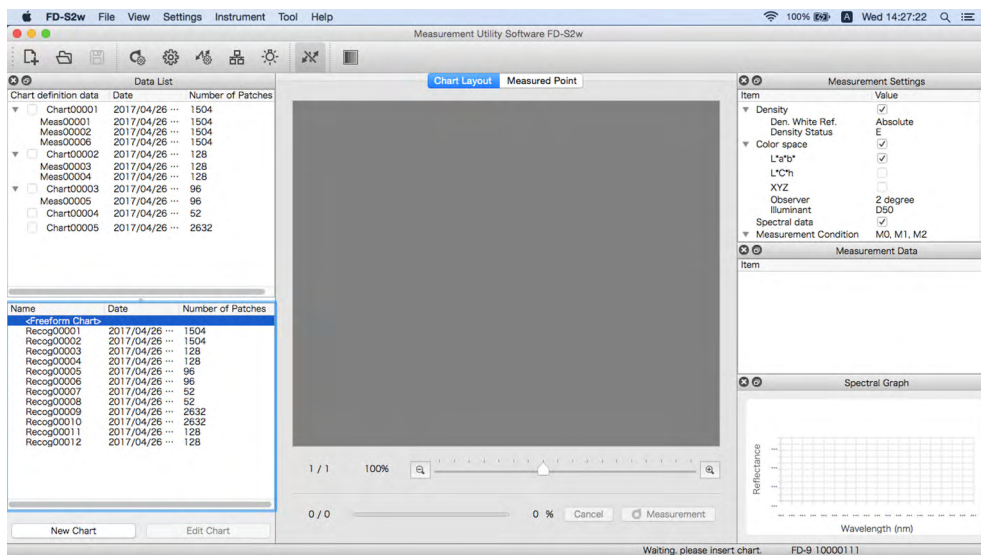 FD-S2w File View Settings Instrument Tool Help 100% A Wed 14:27:22
Measurement Utility Software FD-S2w
Data List
Chart definition data Date Number of Patches
Chart00001 2017/04/26 ··· 1504
Meas00001 2017/04/26 ··· 1504
Meas00002 2017/04/26 ··· 1504
Meas00006 2017/04/26 ··· 1504
Chart00002 2017/04/26 ··· 128
Meas00003 2017/04/26 ··· 128
Meas00004 2017/04/26 ··· 128
Chart00003 2017/04/26 ··· 96
Meas00005 2017/04/26 ··· 96
Chart00004 2017/04/26 ··· 52
Chart00005 2017/04/26 ··· 2632
Name Date Number of Patches
<Freeform Chart>
Recog00001 2017/04/26 ··· 1504
Recog00002 2017/04/26 ··· 1504
Recog00003 2017/04/26 ··· 128
Recog00004 2017/04/26 ··· 128
Recog00005 2017/04/26 ··· 96
Recog00006 2017/04/26 ··· 96
Recog00007 2017/04/26 ··· 52
Recog00008 2017/04/26 ··· 52
Recog00009 2017/04/26 ··· 2632
Recog00010 2017/04/26 ··· 2632
Recog00011 2017/04/26 ··· 128
Recog00012 2017/04/26 ··· 128
New Chart Edit Chart
Chart Layout Measured Point
1 / 1 100%
0 / 0 0 % Cancel Measurement
Measurement Settings
Item Value
Density
Den. White Ref. Absolute
Density Status E
Color space
L*a*b*
L*C*h
XYZ
Observer 2 degree
Illuminant D50
Spectral data
Measurement Condition M0, M1, M2
Measurement Data
Item
Spectral Graph
Reflectance
Wavelength (nm)
Waiting. please insert chart. FD-9 10000111